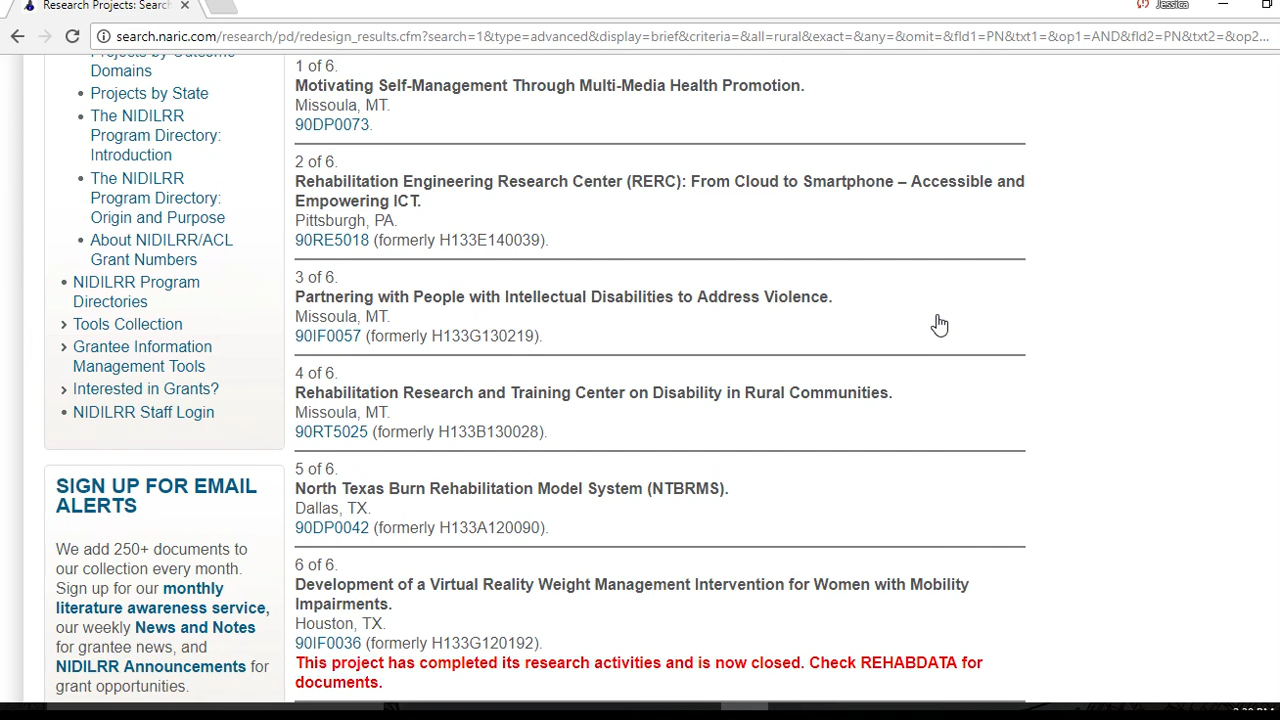 Research Projects: Search
Jessica
search.naric.com/research/pd/redesign_results.cfm?search=1&type=advanced&display=brief&criteria=&all=rural&exact=&any=&omit=&fld1=PN&txt1=&op1=AND&fld2=PN&txt2=&op2...
Projects by Outcome
Domains
Projects by State
The NIDILRR
Program Directory:
Introduction
The NIDILRR
Program Directory:
Origin and Purpose
About NIDILRR/ACL
Grant Numbers
NIDILRR Program
Directories
Tools Collection
Grantee Information
Management Tools
Interested in Grants?
NIDILRR Staff Login
SIGN UP FOR EMAIL
ALERTS
We add 250+ documents to
our collection every month.
Sign up for our monthly
literature awareness service,
our weekly News and Notes
for grantee news, and
NIDILRR Announcements for
grant opportunities.
1 of 6.
Motivating Self-Management Through Multi-Media Health Promotion.
Missoula, MT.
90DP0073.
2 of 6.
Rehabilitation Engineering Research Center (RERC): From Cloud to Smartphone – Accessible and
Empowering ICT.
Pittsburgh, PA.
90RE5018 (formerly H133E140039).
3 of 6.
Partnering with People with Intellectual Disabilities to Address Violence.
Missoula, MT.
90IF0057 (formerly H133G130219).
4 of 6.
Rehabilitation Research and Training Center on Disability in Rural Communities.
Missoula, MT.
90RT5025 (formerly H133B130028).
5 of 6.
North Texas Burn Rehabilitation Model System (NTBRMS).
Dallas, TX.
90DP0042 (formerly H133A120090).
6 of 6.
Development of a Virtual Reality Weight Management Intervention for Women with Mobility
Impairments.
Houston, TX.
90IF0036 (formerly H133G120192).
This project has completed its research activities and is now closed. Check REHABDATA for
documents.